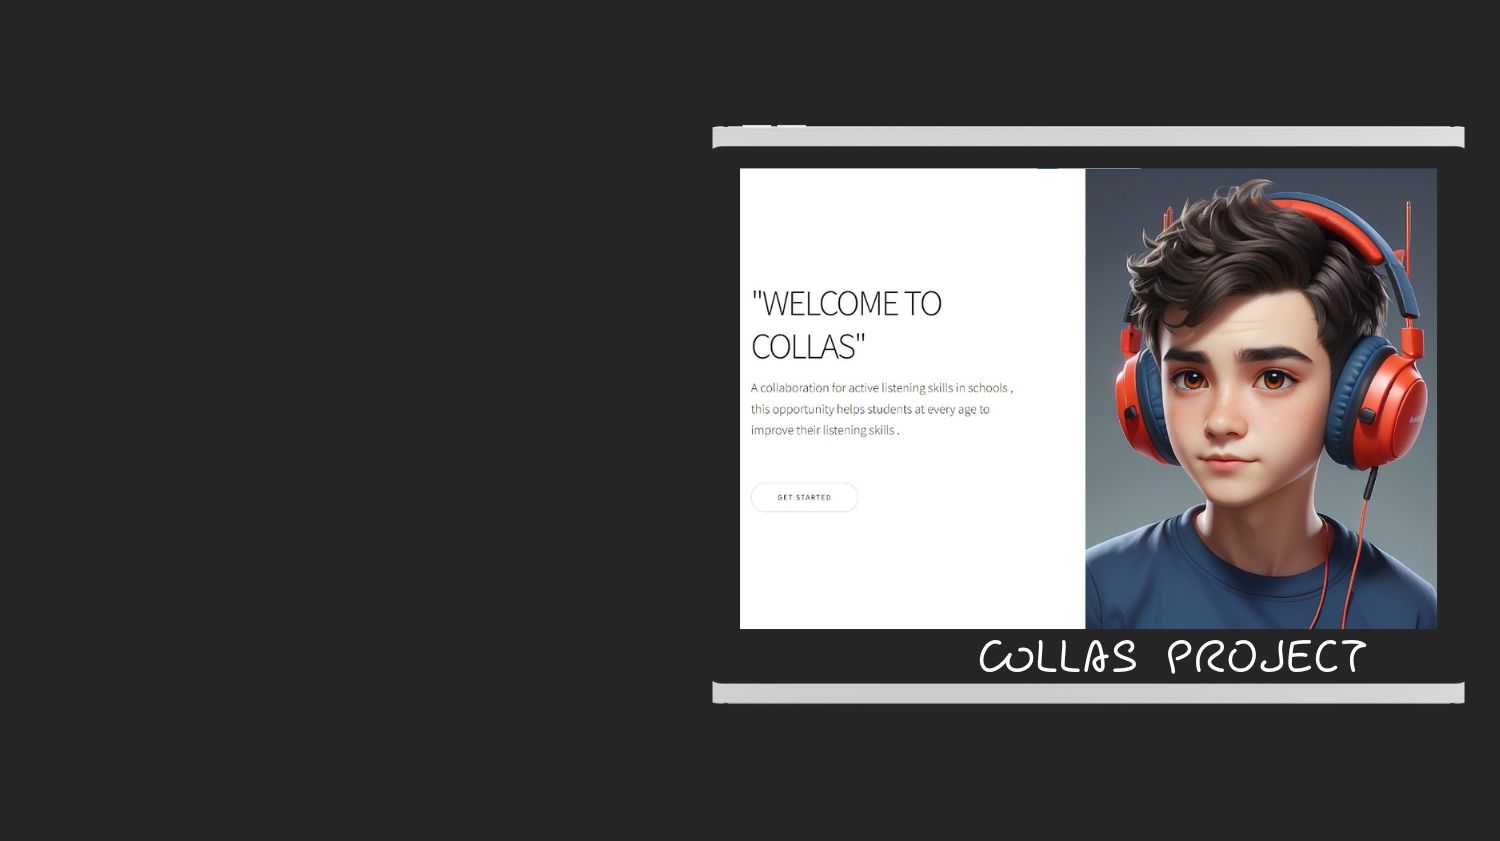 "WELCOME TO
COLLAS"
A collaboration for active listening skills in schools ,
this opportunity helps students at every age to
improve their listening skills .
GET STARTED
COLLAS PROJECT